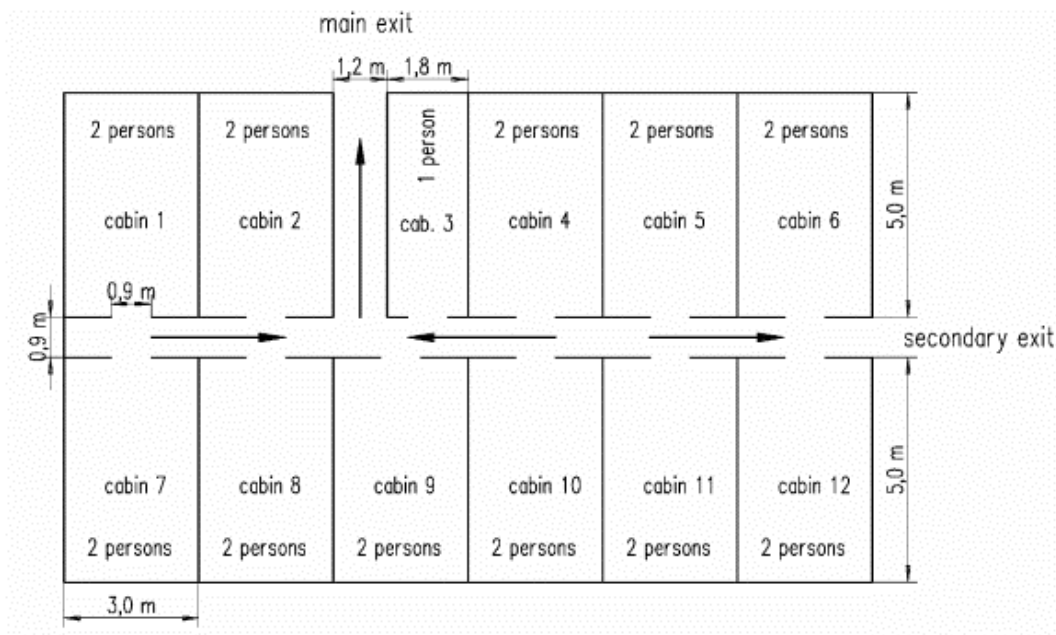 main exit
1,2 m 1,8 m
2 persons 2 persons 1 person 2 persons 2 persons 2 persons
cabin 1 cabin 2 cab. 3 cabin 4 cabin 5 cabin 6
5,0 m
0,9 m
0,9 m
secondary exit
cabin 7 cabin 8 cabin 9 cabin 10 cabin 11 cabin 12
5,0 m
2 persons 2 persons 2 persons 2 persons 2 persons 2 persons
3,0 m